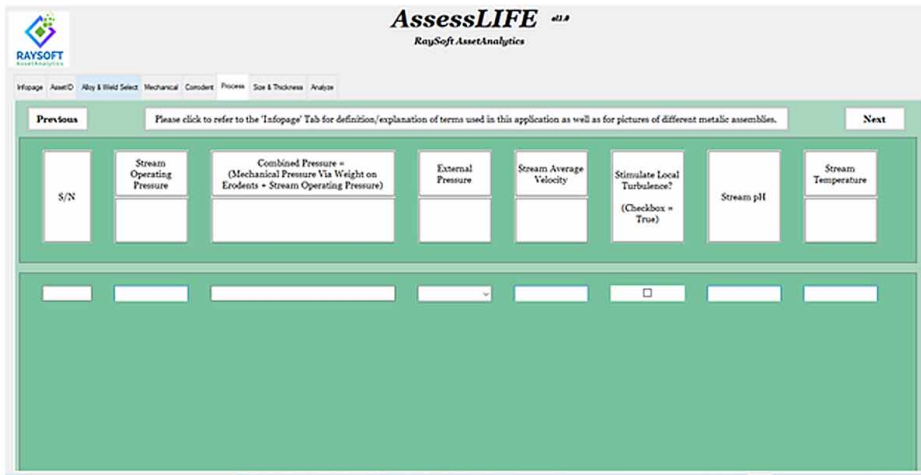 AssessLIFE v11.0
RaySoft AssetAnalytics
RAYSOFT
AssetAnalytics
Infopage AssetID Alloy & Weld Select Mechanical Corrodent Process Size & Thickness Analyze
Previous
Please click to refer to the 'Infopage' Tab for definition/explanation of terms used in this application as well as for pictures of different metalic assemblies.
Next
S/N
Stream
Operating
Pressure
Combined Pressure =
(Mechanical Pressure Via Weight on
Erodents + Stream Operating Pressure)
External
Pressure
Stream Average
Velocity
Stimulate Local
Turbulence?
(Checkbox =
True)
Stream pH
Stream
Temperature